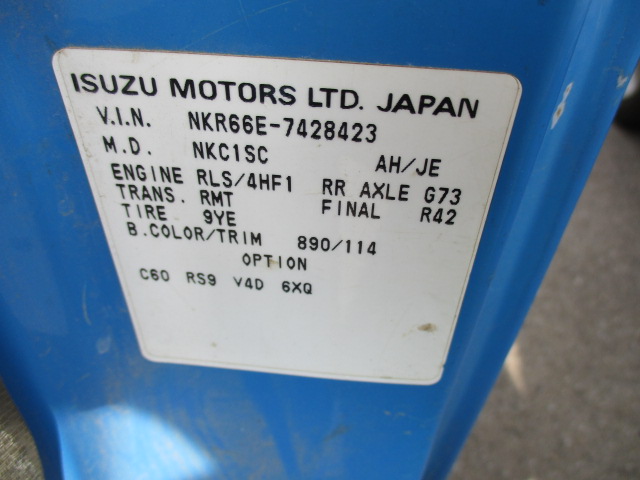 ISUZU MOTORS LTD. JAPAN
V.I.N. NKR66E-7428423
M.D. NKC1SC AH/JE
ENGINE RLS/4HF1 RR AXLE G73
TRANS. RMT FINAL R42
TIRE 9YE
B.COLOR/TRIM 890/114
OPTION
C60 RS9 V4D 6XQ